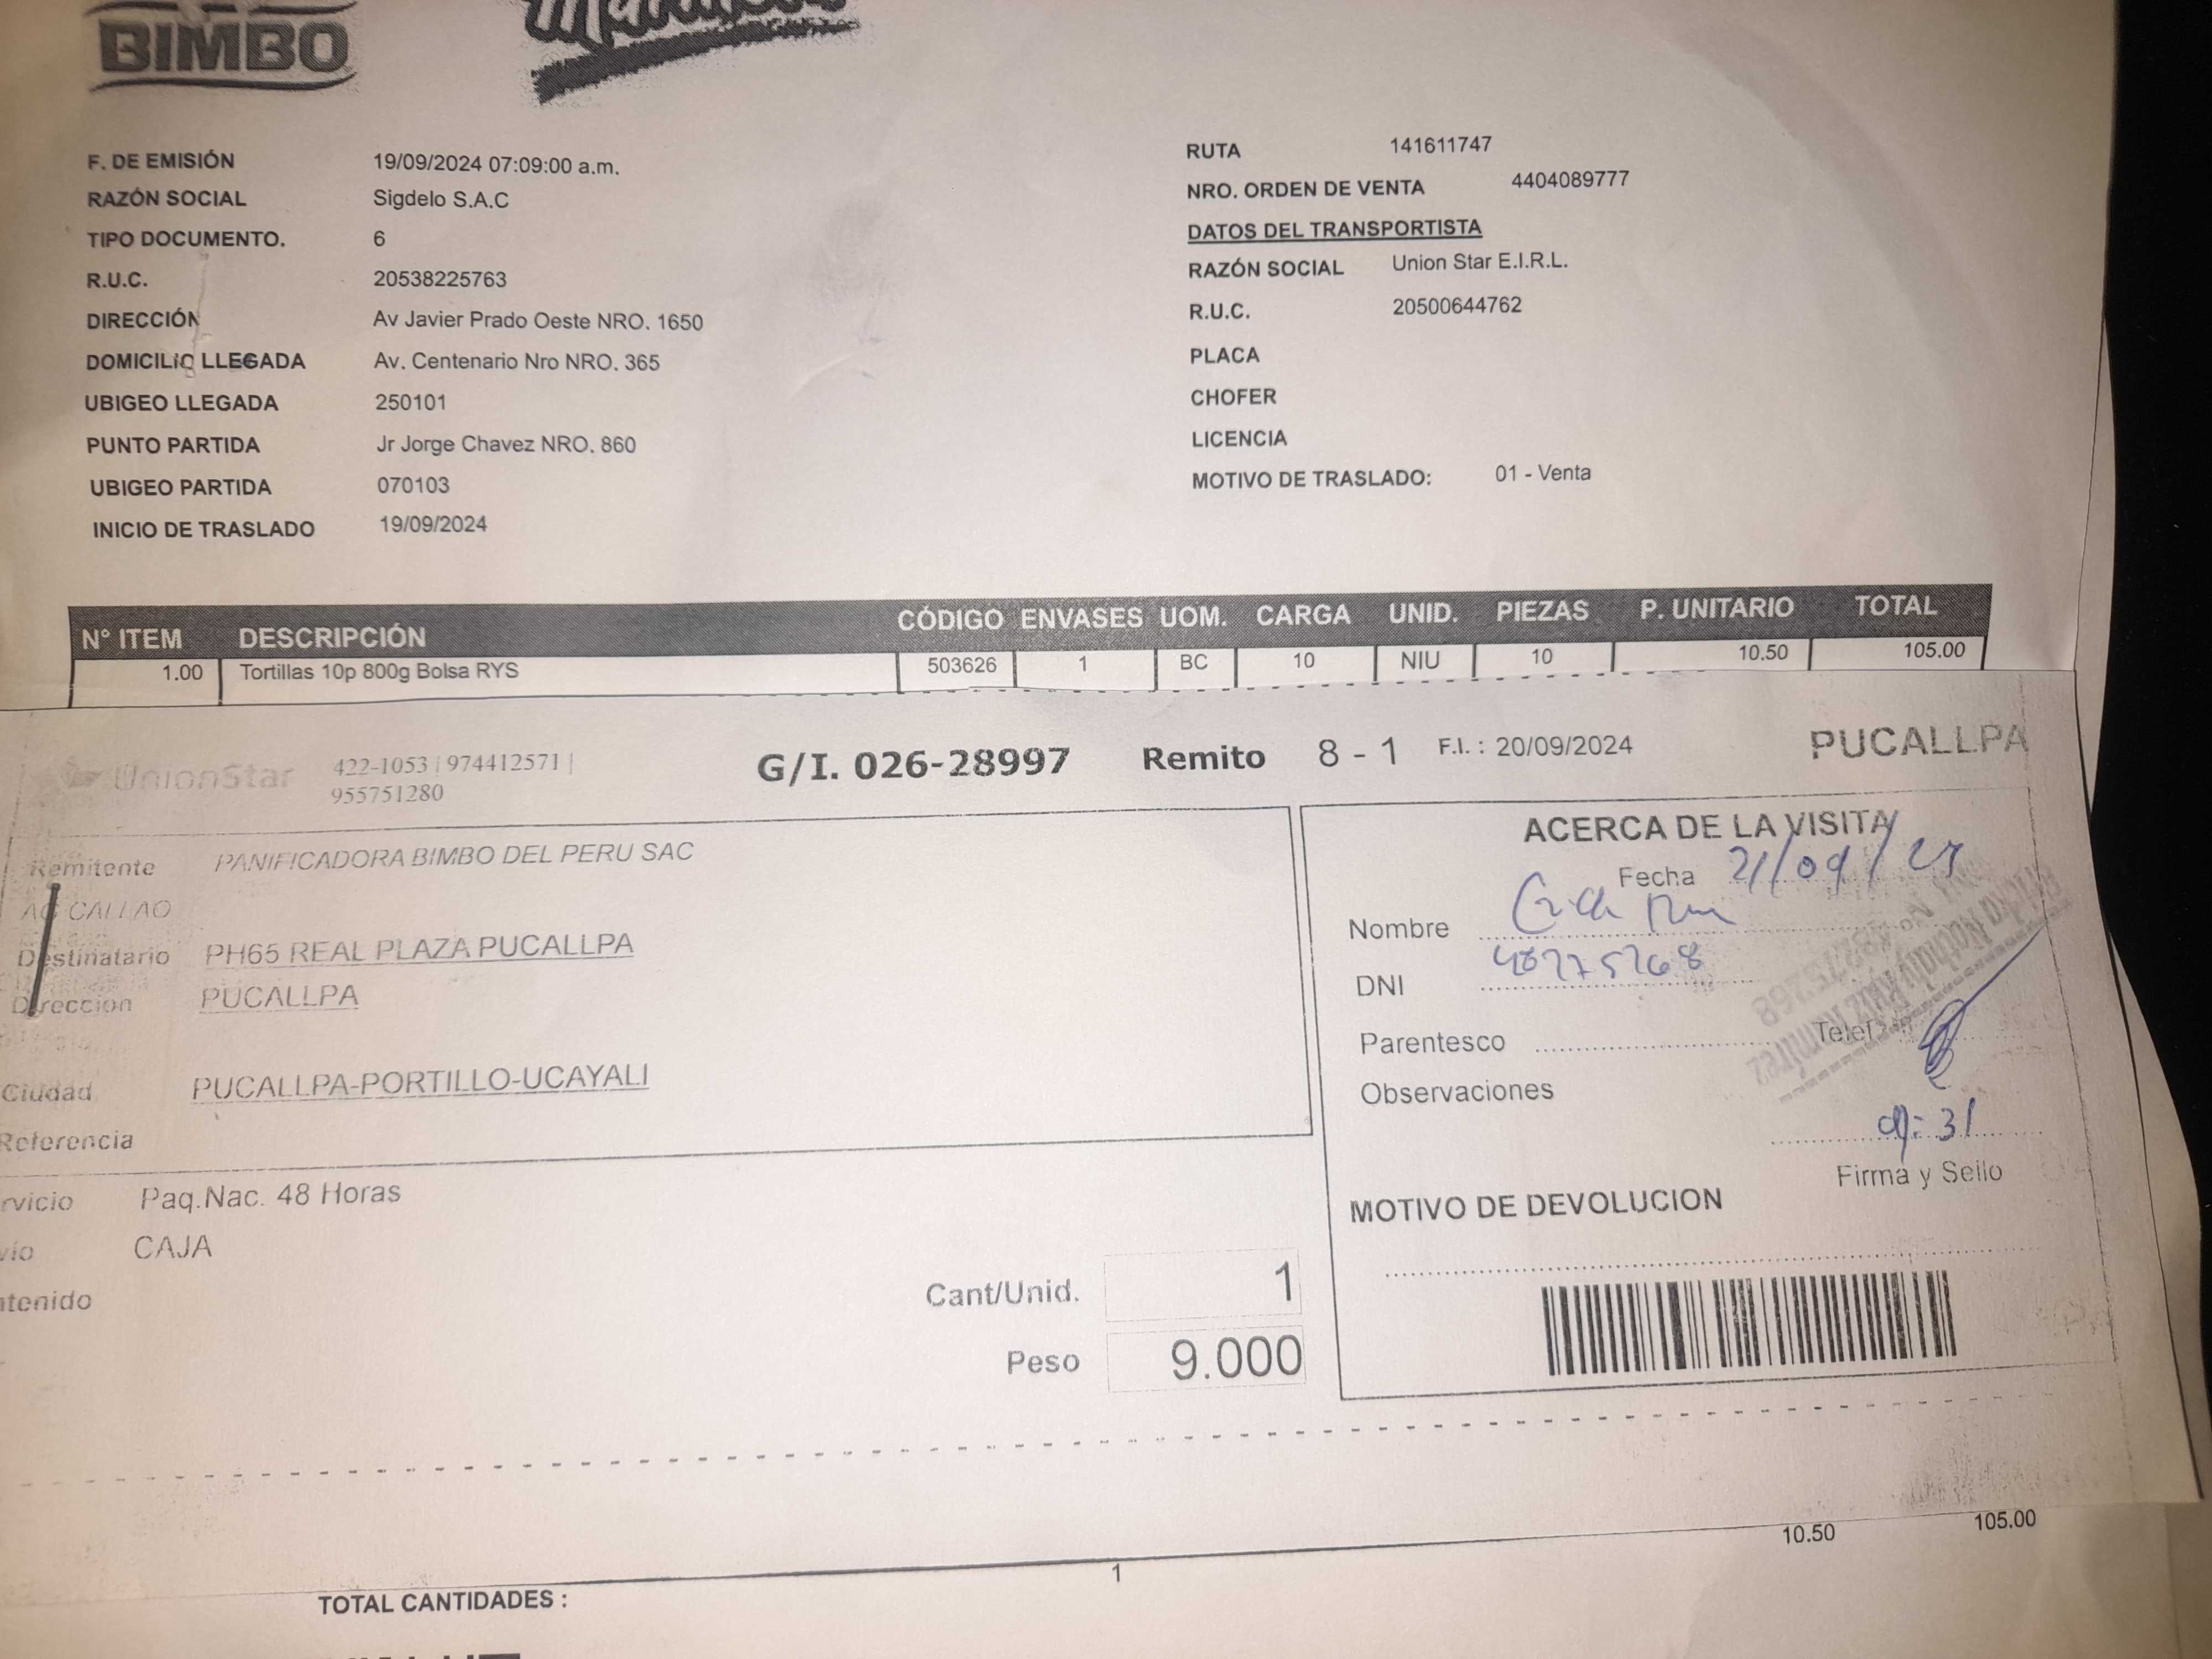 BIMBO
F. DE EMISIÓN 19/09/2024 07:09:00 a.m.
RAZÓN SOCIAL Sigdelo S.A.C
TIPO DOCUMENTO. 6
R.U.C. 20538225763
DIRECCIÓN Av Javier Prado Oeste NRO. 1650
DOMICILIO LLEGADA Av. Centenario Nro NRO. 365
UBIGEO LLEGADA 250101
PUNTO PARTIDA Jr Jorge Chavez NRO. 860
UBIGEO PARTIDA 070103
INICIO DE TRASLADO 19/09/2024
RUTA 141611747
NRO. ORDEN DE VENTA 4404089777
DATOS DEL TRANSPORTISTA
RAZÓN SOCIAL Union Star E.I.R.L.
R.U.C. 20500644762
PLACA
CHOFER
LICENCIA
MOTIVO DE TRASLADO: 01 - Venta
N° ITEM DESCRIPCIÓN CÓDIGO ENVASES UOM. CARGA UNID. PIEZAS P. UNITARIO TOTAL
1.00 Tortillas 10p 800g Bolsa RYS 503626 1 BC 10 NIU 10 10.50 105.00
UnionStar 422-1053 | 974412571 |
955751280
G/I. 026-28997 Remito 8 - 1 F.I. : 20/09/2024 PUCALLPA
Remitente PANIFICADORA BIMBO DEL PERU SAC
AG CALLAO
Destinatario PH65 REAL PLAZA PUCALLPA
Direccion PUCALLPA
Ciudad PUCALLPA-PORTILLO-UCAYALI
Referencia
rvicio Paq.Nac. 48 Horas
vio CAJA
ntenido
Cant/Unid. 1
Peso 9.000
ACERCA DE LA VISITA
Fecha 21/09/24
Nombre
DNI 48275268
Parentesco Telef
Observaciones
31
Firma y Sello
MOTIVO DE DEVOLUCION
10.50 105.00
1
TOTAL CANTIDADES :